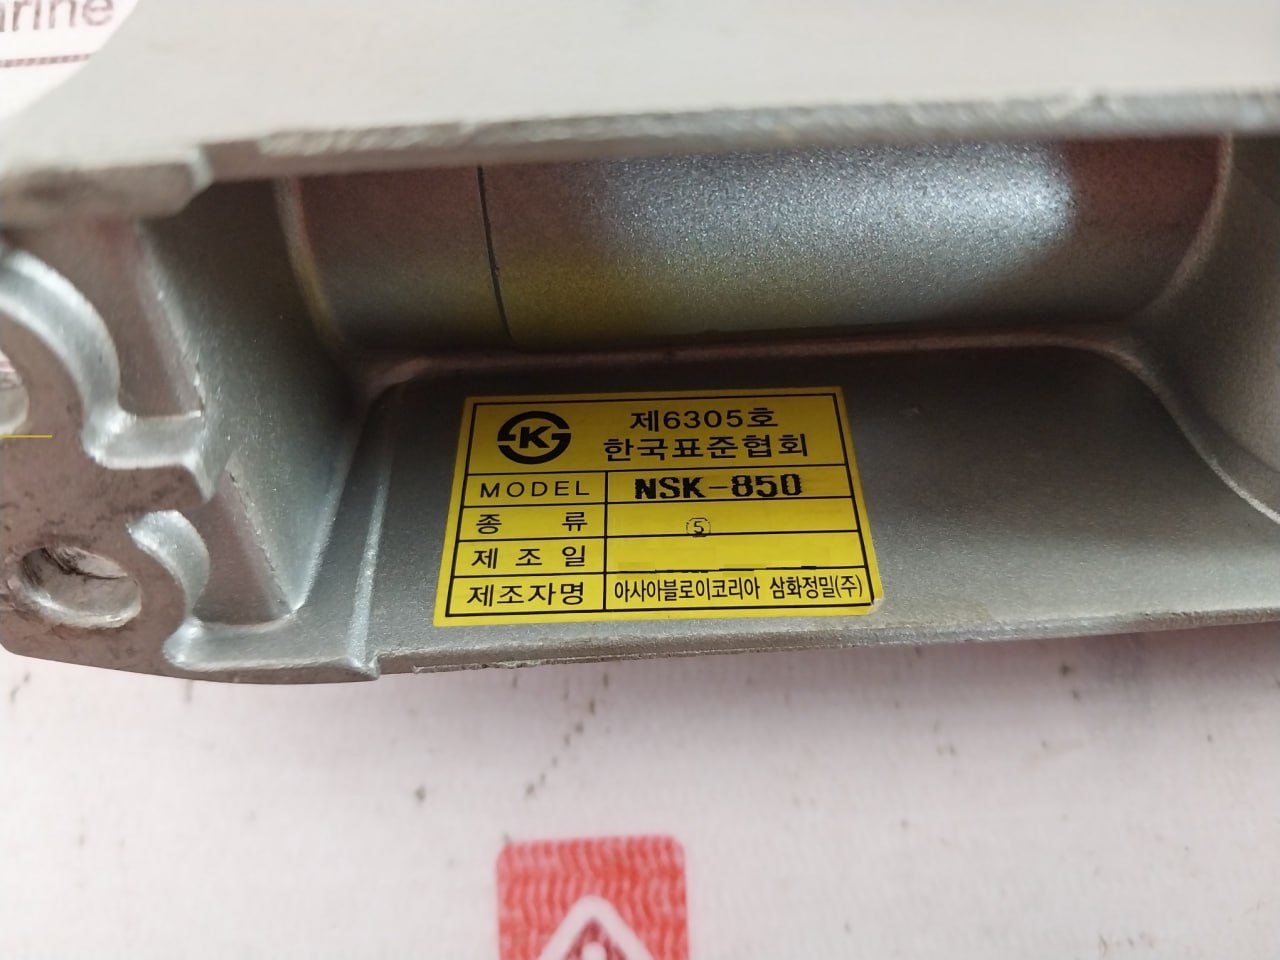 arine
K
제6305호
한국표준협회
MODEL NSK-850
종 류 ⑤
제 조 일
제조자명 아사아블로이코리아 삼화정밀(주)